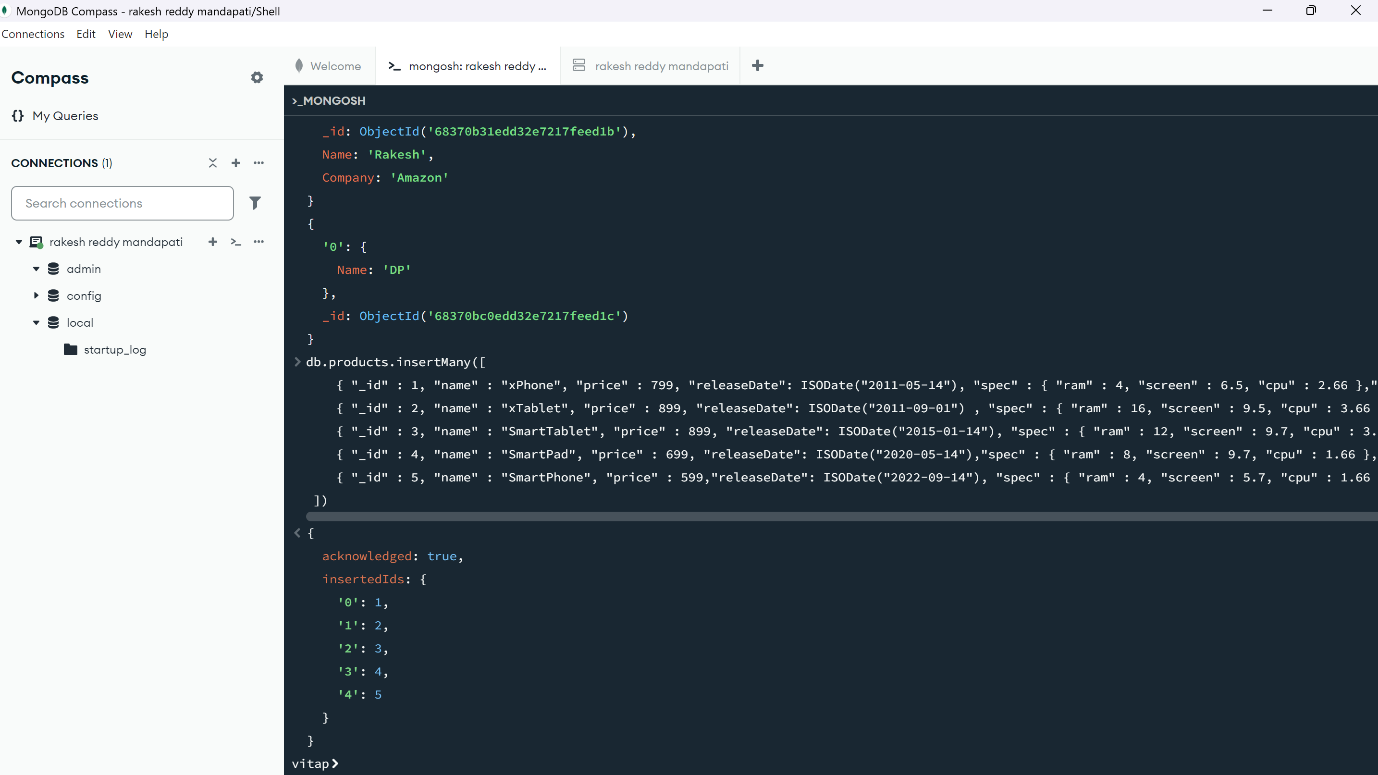 MongoDB Compass - rakesh reddy mandapati/Shell
Connections Edit View Help
Compass
{} My Queries
CONNECTIONS (1)
Search connections
rakesh reddy mandapati
admin
config
local
startup_log
Welcome
>_ mongosh: rakesh reddy ...
rakesh reddy mandapati
>_MONGOSH
_id: ObjectId('68370b31edd32e7217feed1b'),
Name: 'Rakesh',
Company: 'Amazon'
}
{
'0': {
Name: 'DP'
},
_id: ObjectId('68370bc0edd32e7217feed1c')
}
> db.products.insertMany([
{ "_id" : 1, "name" : "xPhone", "price" : 799, "releaseDate": ISODate("2011-05-14"), "spec" : { "ram" : 4, "screen" : 6.5, "cpu" : 2.66 },"
{ "_id" : 2, "name" : "xTablet", "price" : 899, "releaseDate": ISODate("2011-09-01") , "spec" : { "ram" : 16, "screen" : 9.5, "cpu" : 3.66
{ "_id" : 3, "name" : "SmartTablet", "price" : 899, "releaseDate": ISODate("2015-01-14"), "spec" : { "ram" : 12, "screen" : 9.7, "cpu" : 3.
{ "_id" : 4, "name" : "SmartPad", "price" : 699, "releaseDate": ISODate("2020-05-14"),"spec" : { "ram" : 8, "screen" : 9.7, "cpu" : 1.66 },
{ "_id" : 5, "name" : "SmartPhone", "price" : 599,"releaseDate": ISODate("2022-09-14"), "spec" : { "ram" : 4, "screen" : 5.7, "cpu" : 1.66
])
< {
acknowledged: true,
insertedIds: {
'0': 1,
'1': 2,
'2': 3,
'3': 4,
'4': 5
}
}
vitap>